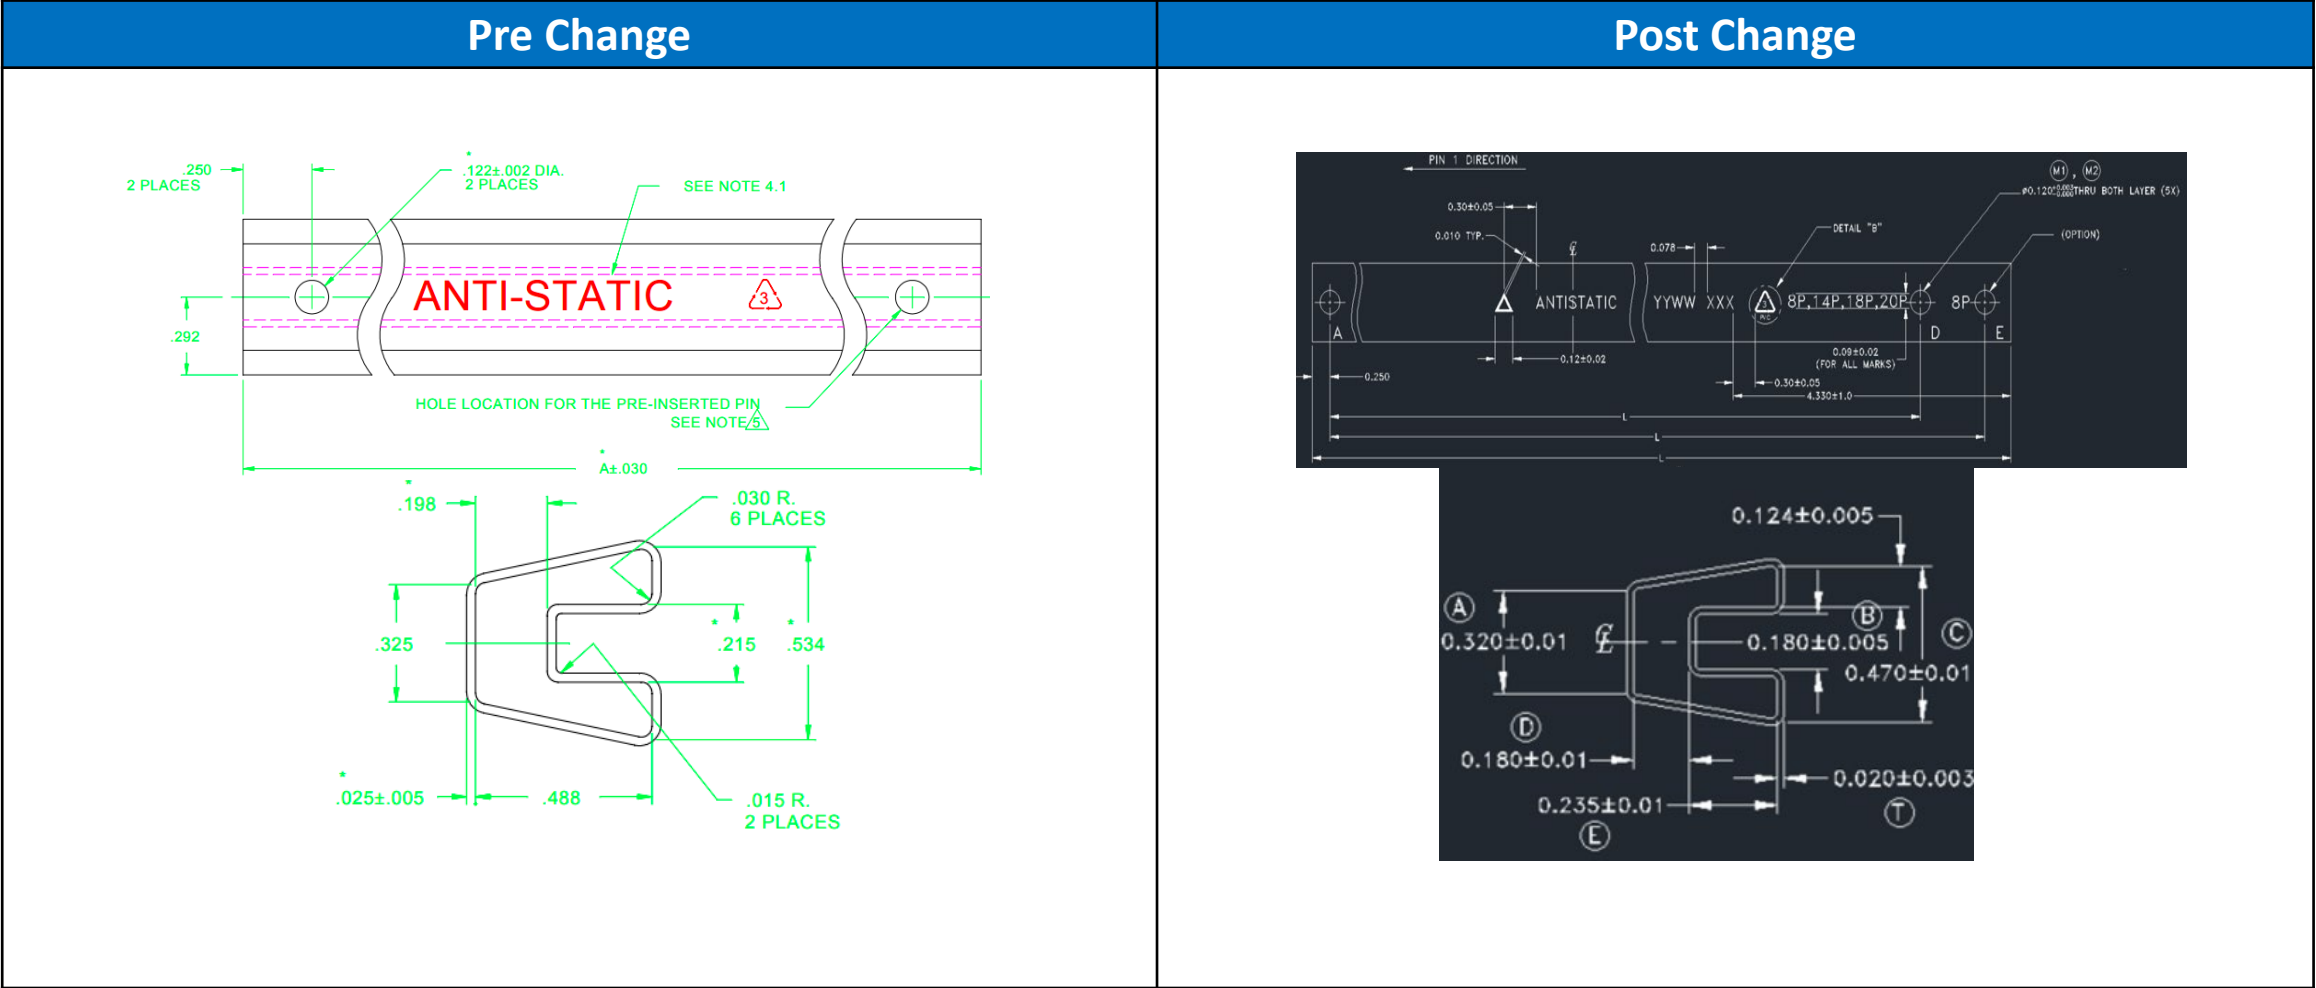 Pre Change
Post Change
.250
2 PLACES
*
.122±.002 DIA.
2 PLACES
SEE NOTE 4.1
ANTI-STATIC
3
.292
HOLE LOCATION FOR THE PRE-INSERTED PIN
SEE NOTE 5
*
A±.030
*
.198
.030 R.
6 PLACES
.325
*
.215
*
.534
*
.025±.005
.488
.015 R.
2 PLACES
PIN 1 DIRECTION
M1, M2
THRU BOTH LAYER (5X)
0.30±0.05
0.010 TYP.
DETAIL "B"
(OPTION)
0.078
ANTISTATIC
YYWW XXX
3
8P,14P,18P,20P
8P
A
D
E
0.12±0.02
0.09±0.02
(FOR ALL MARKS)
0.250
0.30±0.05
4.330±1.0
L
L
L
0.124±0.005
A
0.320±0.01
B
0.180±0.005
C
0.470±0.01
D
0.180±0.01
0.020±0.003
T
0.235±0.01
E